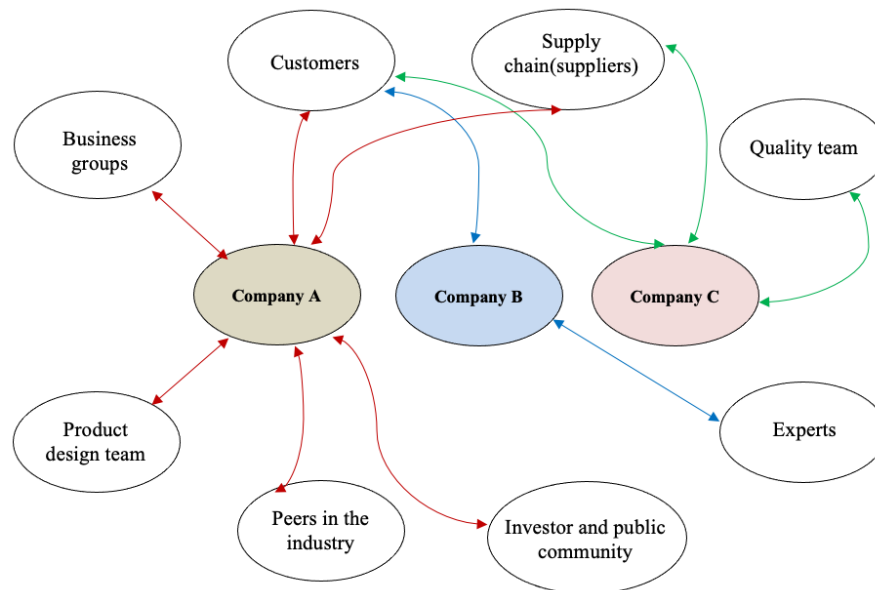 Customers
Supply
chain(suppliers)
Business
groups
Quality team
Company A
Company B
Company C
Product
design team
Experts
Peers in the
industry
Investor and public
community